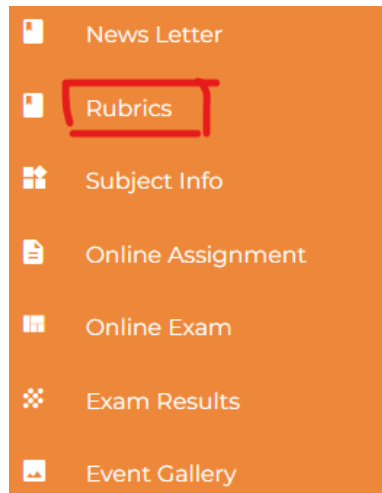 News Letter
Rubrics
Subject Info
Online Assignment
Online Exam
Exam Results
Event Gallery